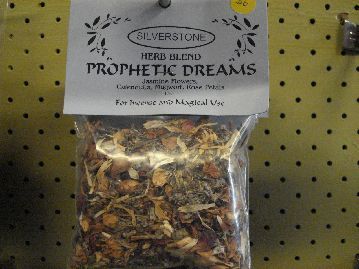 SILVERSTONE
HERB BLEND
PROPHETIC DREAMS
Jasmine Flowers,
Calendula, Mugwort, Rose Petals
For Incense and Magical Use